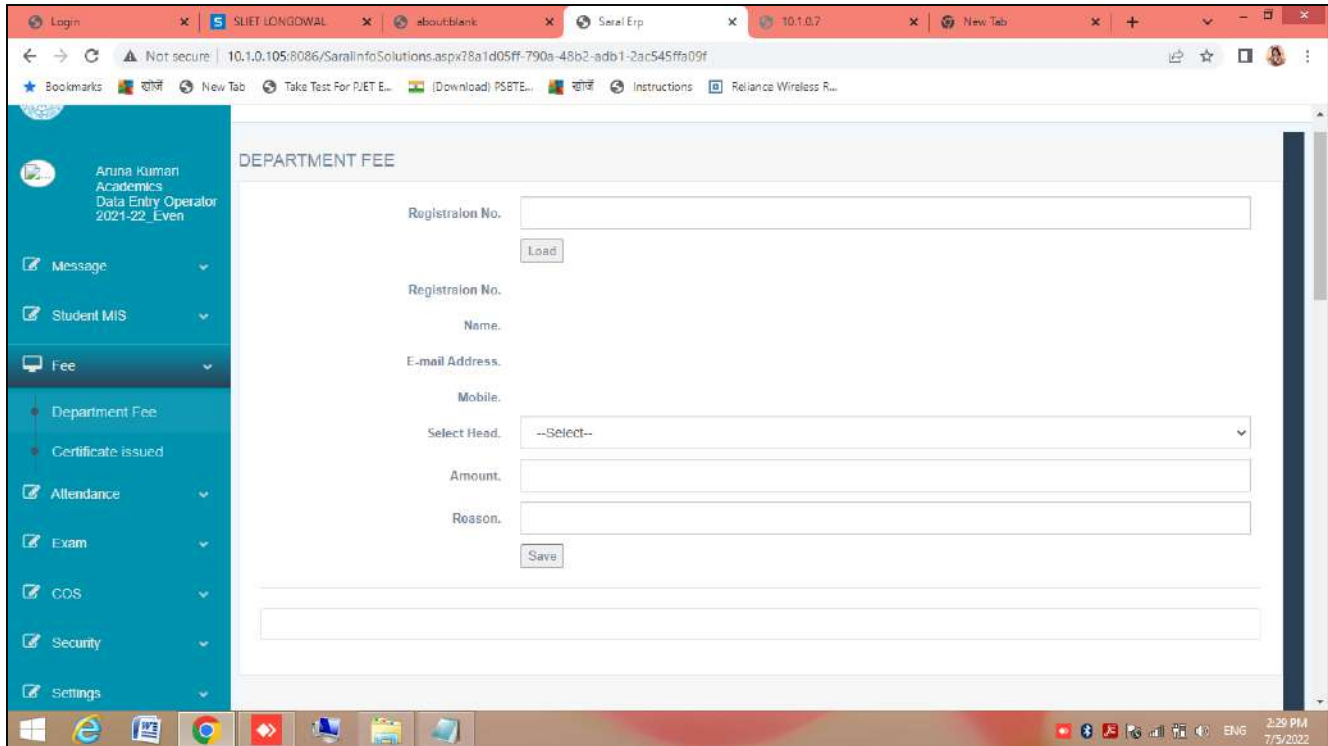 Login
SLIET LONGOWAL
about:blank
Saral Erp
10.1.0.7
New Tab
Not secure
10.1.0.105:8086/SaralInfoSolutions.aspx?8a1d05ff-790a-48b2-adb1-2ac545ffa09f
Bookmarks
खोजें
New Tab
Take Test For PJET E...
(Download) PSBTE...
खोजें
Instructions
Reliance Wireless R...
Aruna Kumari
Academics
Data Entry Operator
2021-22_Even
Message
Student MIS
Fee
Department Fee
Certificate issued
Attendance
Exam
COS
Security
Settings
DEPARTMENT FEE
Registraion No.
Load
Registraion No.
Name.
E-mail Address.
Mobile.
Select Head.
--Select--
Amount.
Reason.
Save
ENG
2:29 PM
7/5/2022